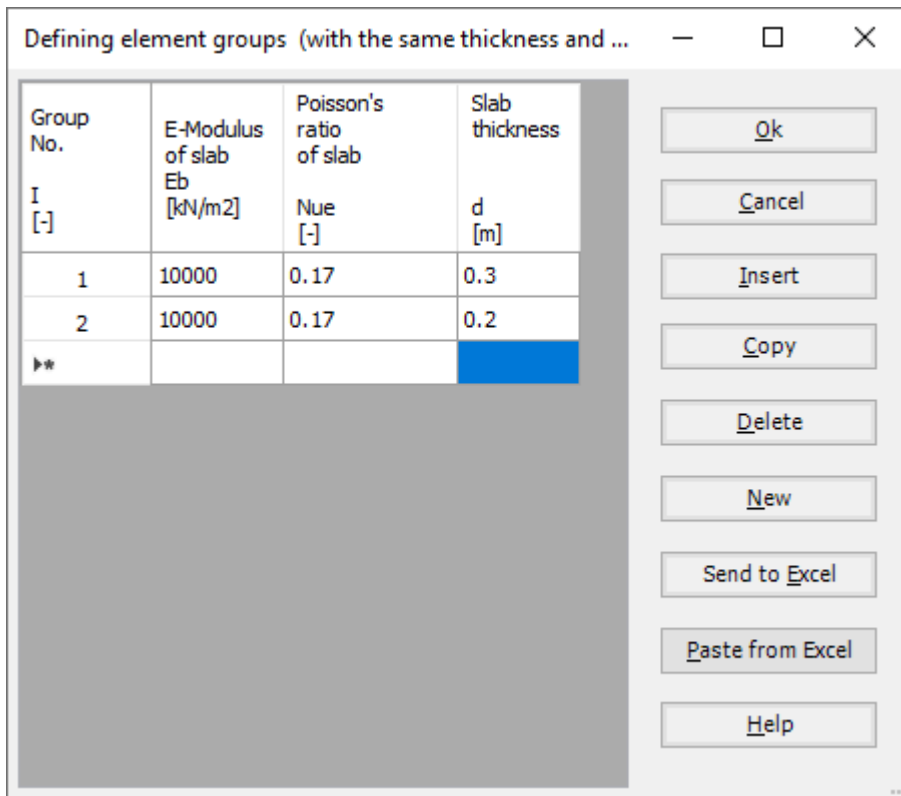 Defining element groups (with the same thickness and ...
Group
No.
I
[-]
E-Modulus
of slab
Eb
[kN/m2]
Poisson's
ratio
of slab
Nue
[-]
Slab
thickness
d
[m]
1 10000 0.17 0.3
2 10000 0.17 0.2
Ok
Cancel
Insert
Copy
Delete
New
Send to Excel
Paste from Excel
Help